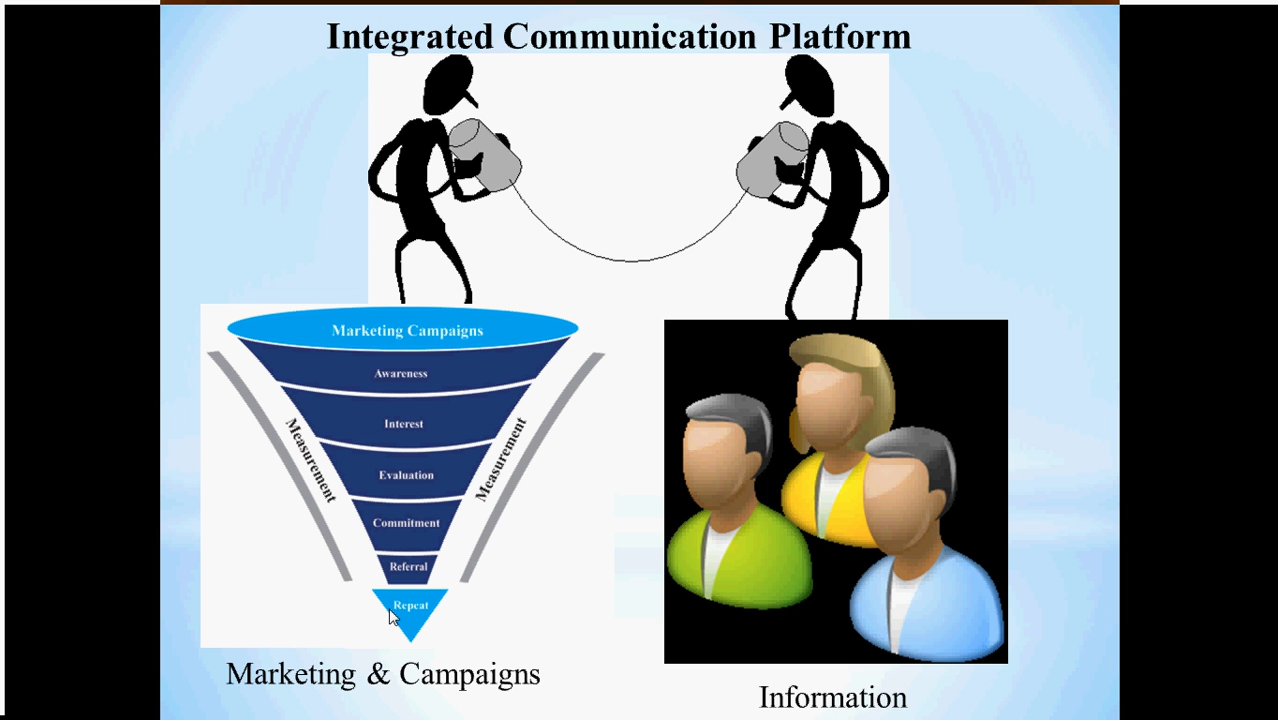 Integrated Communication Platform
Marketing Campaigns
Awareness
Interest
Evaluation
Commitment
Referral
Repeat
Measurement
Measurement
Marketing & Campaigns
Information